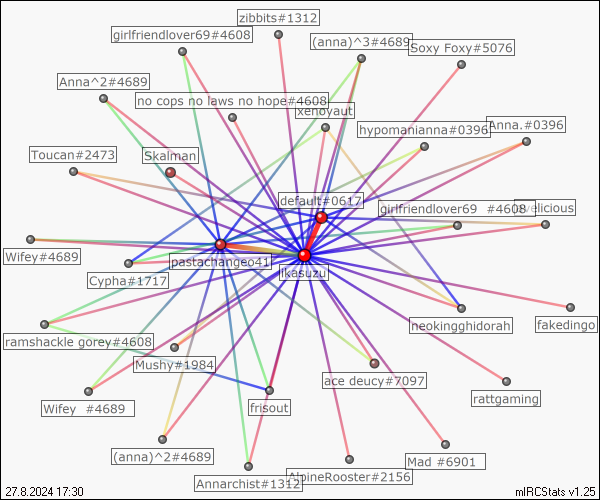 zibbits#1312
girlfriendlover69#4608
(anna)^3#4689
Soxy Foxy#5076
Anna^2#4689
no cops no laws no hope#4608
xenoyaut
hypomanianna#0396
Anna.#0396
Toucan#2473
Skalman
default#0617
girlfriendlover69 #4608
velicious
Wifey#4689
pastachangeo41
Cypha#1717
likasuzu
neokingghidorah
fakedingo
ramshackle gorey#4608
Mushy#1984
ace deucy#7097
rattgaming
Wifey #4689
frisout
(anna)^2#4689
Mad #6901
AlpineRooster#2156
Annarchist#1312
27.8.2024 17:30
mIRCStats v1.25